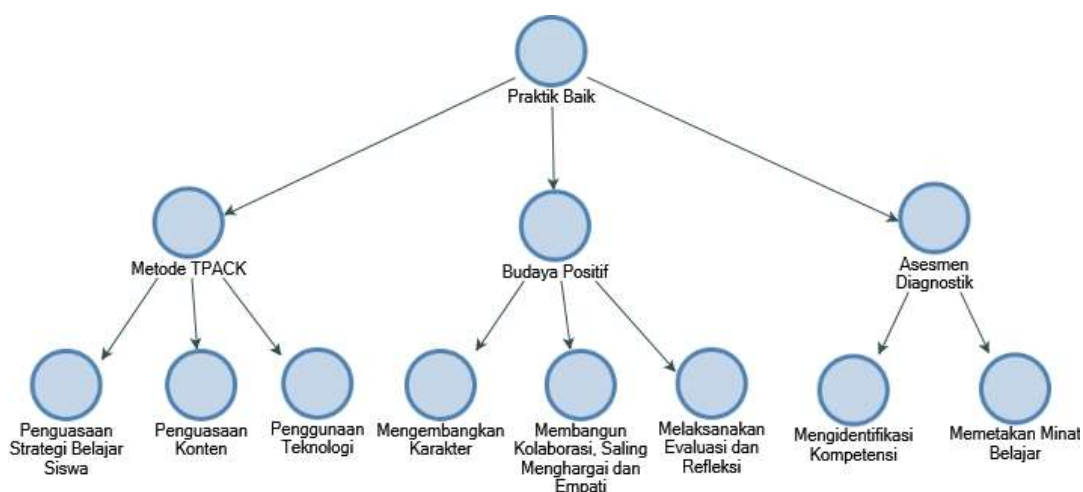 Praktik Baik
Metode TPACK
Budaya Positif
Asesmen
Diagnostik
Penguasaan
Strategi Belajar
Siswa
Penguasaan
Konten
Penggunaan
Teknologi
Mengembangkan
Karakter
Membangun
Kolaborasi, Saling
Menghargai dan
Empati
Melaksanakan
Evaluasi dan
Refleksi
Mengidentifikasi
Kompetensi
Memetakan Minat
Belajar